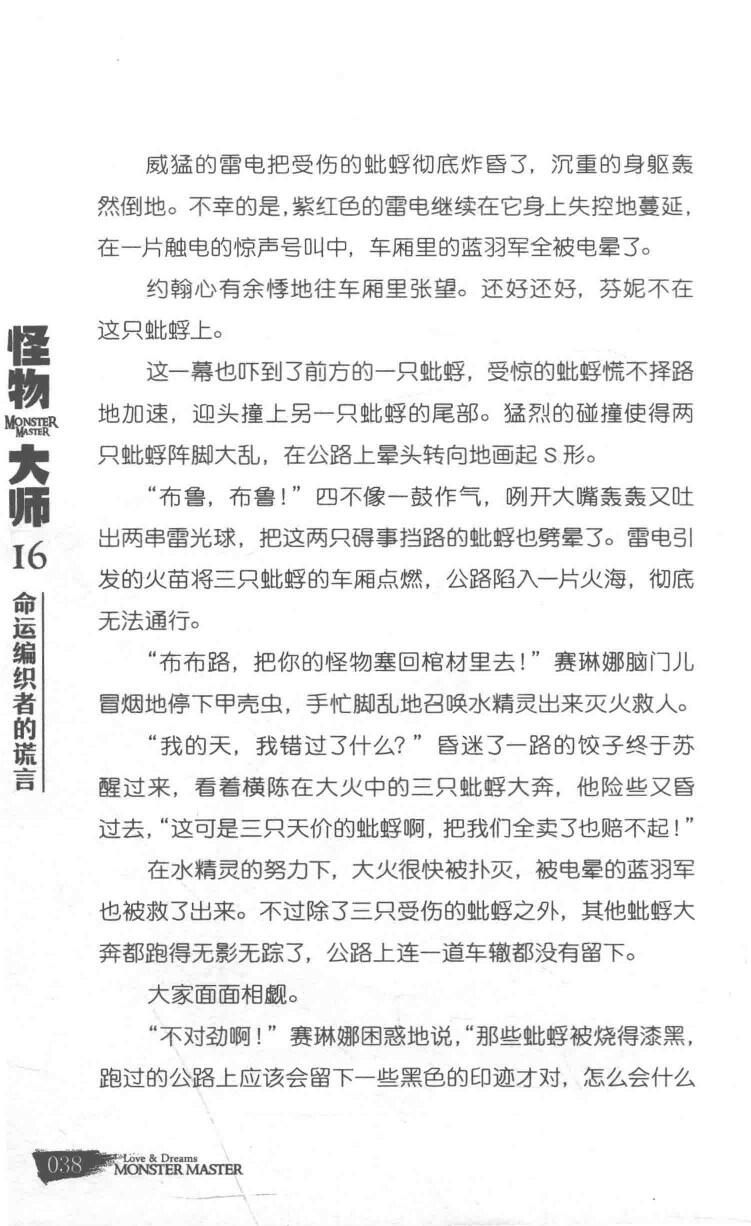 威猛的雷电把受伤的蚍蜉彻底炸昏了，沉重的身躯轰
然倒地。不幸的是，紫红色的雷电继续在它身上失控地蔓延，
在一片触电的惊声号叫中，车厢里的蓝羽军全被电晕了。
约翰心有余悸地往车厢里张望。还好还好，芬妮不在
这只蚍蜉上。
这一幕也吓到了前方的一只蚍蜉，受惊的蚍蜉慌不择路
地加速，迎头撞上另一只蚍蜉的尾部。猛烈的碰撞使得两
只蚍蜉阵脚大乱，在公路上晕头转向地画起S形。
“布鲁，布鲁！”四不像一鼓作气，咧开大嘴轰轰又吐
出两串雷光球，把这两只碍事挡路的蚍蜉也劈晕了。雷电引
发的火苗将三只蚍蜉的车厢点燃，公路陷入一片火海，彻底
无法通行。
“布布路，把你的怪物塞回棺材里去！”赛琳娜脑门儿
冒烟地停下甲壳虫，手忙脚乱地召唤水精灵出来灭火救人。
“我的天，我错过了什么？”昏迷了一路的饺子终于苏
醒过来，看着横陈在大火中的三只蚍蜉大奔，他险些又昏
过去，“这可是三只天价的蚍蜉啊，把我们全卖了也赔不起！”
在水精灵的努力下，大火很快被扑灭，被电晕的蓝羽军
也被救了出来。不过除了三只受伤的蚍蜉之外，其他蚍蜉大
奔都跑得无影无踪了，公路上连一道车辙都没有留下。
大家面面相觑。
“不对劲啊！”赛琳娜困惑地说，“那些蚍蜉被烧得漆黑，
跑过的公路上应该会留下一些黑色的印迹才对，怎么会什么
怪物
MONSTER
MASTER
大师
16
命运编织者的谎言
038
Love & Dreams
MONSTER MASTER